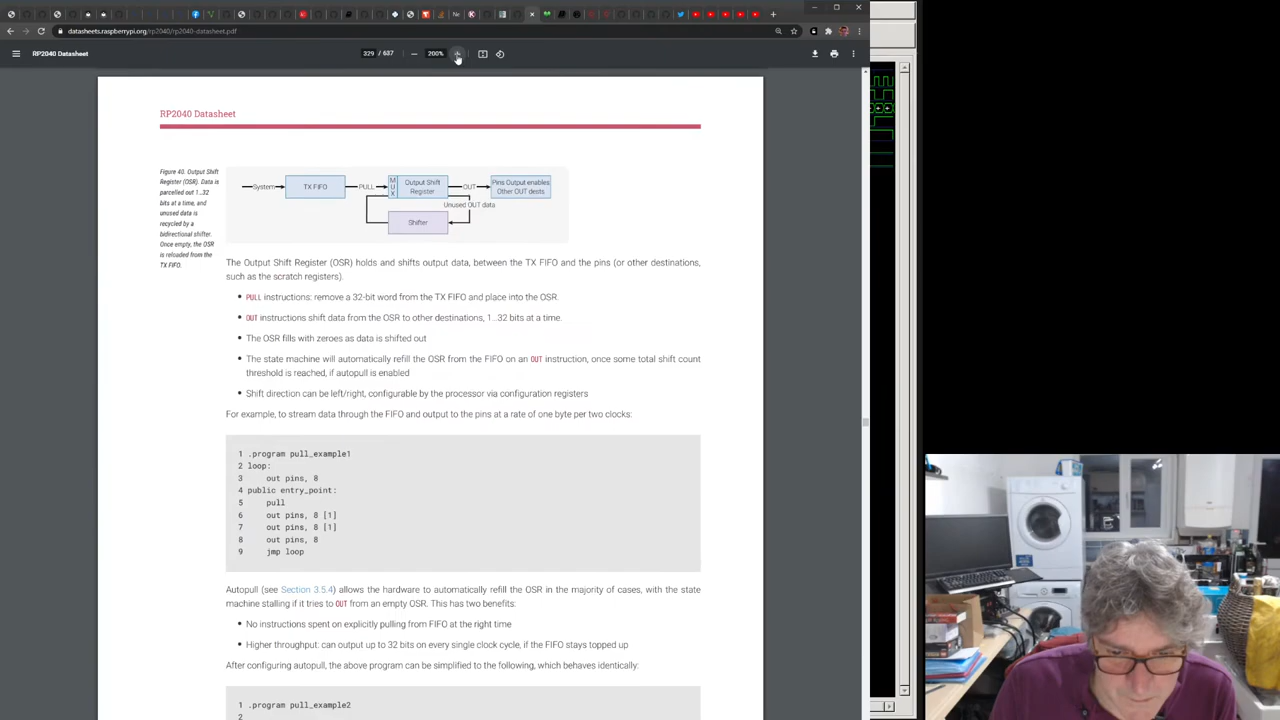 datasheets.raspberrypi.org/rp2040/rp2040-datasheet.pdf
RP2040 Datasheet
329 / 637
200%
RP2040 Datasheet
Figure 40. Output Shift
Register (OSR). Data is
parcelled out 1...32
bits at a time, and
unused data is
recycled by a
bidirectional shifter.
Once empty, the OSR
is reloaded from the
TX FIFO.
System
TX FIFO
PULL
MUX
Output Shift
Register
OUT
Pins Output enables
Other OUT dests
Unused OUT data
Shifter
The Output Shift Register (OSR) holds and shifts output data, between the TX FIFO and the pins (or other destinations,
such as the scratch registers).
• PULL instructions: remove a 32-bit word from the TX FIFO and place into the OSR.
• OUT instructions shift data from the OSR to other destinations, 1...32 bits at a time.
• The OSR fills with zeroes as data is shifted out
• The state machine will automatically refill the OSR from the FIFO on an OUT instruction, once some total shift count
threshold is reached, if autopull is enabled
• Shift direction can be left/right, configurable by the processor via configuration registers
For example, to stream data through the FIFO and output to the pins at a rate of one byte per two clocks:
1 .program pull_example1
2 loop:
3 out pins, 8
4 public entry_point:
5 pull
6 out pins, 8 [1]
7 out pins, 8 [1]
8 out pins, 8
9 jmp loop
Autopull (see Section 3.5.4) allows the hardware to automatically refill the OSR in the majority of cases, with the state
machine stalling if it tries to OUT from an empty OSR. This has two benefits:
• No instructions spent on explicitly pulling from FIFO at the right time
• Higher throughput: can output up to 32 bits on every single clock cycle, if the FIFO stays topped up
After configuring autopull, the above program can be simplified to the following, which behaves identically:
1 .program pull_example2
2